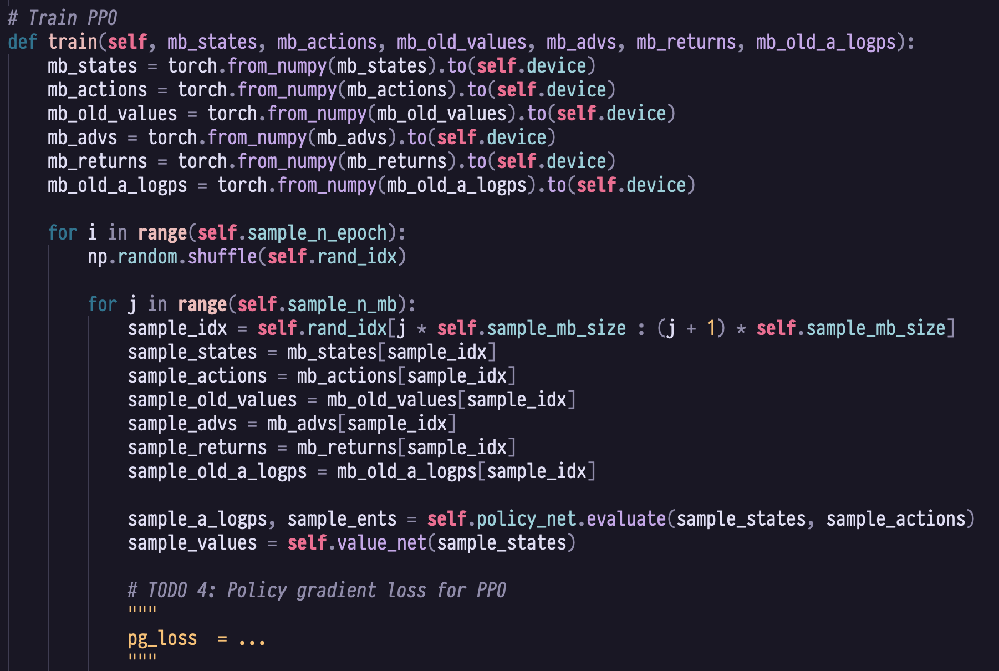 # Train PPO
def train(self, mb_states, mb_actions, mb_old_values, mb_advs, mb_returns, mb_old_a_logps):
    mb_states = torch.from_numpy(mb_states).to(self.device)
    mb_actions = torch.from_numpy(mb_actions).to(self.device)
    mb_old_values = torch.from_numpy(mb_old_values).to(self.device)
    mb_advs = torch.from_numpy(mb_advs).to(self.device)
    mb_returns = torch.from_numpy(mb_returns).to(self.device)
    mb_old_a_logps = torch.from_numpy(mb_old_a_logps).to(self.device)

    for i in range(self.sample_n_epoch):
        np.random.shuffle(self.rand_idx)

        for j in range(self.sample_n_mb):
            sample_idx = self.rand_idx[j * self.sample_mb_size : (j + 1) * self.sample_mb_size]
            sample_states = mb_states[sample_idx]
            sample_actions = mb_actions[sample_idx]
            sample_old_values = mb_old_values[sample_idx]
            sample_advs = mb_advs[sample_idx]
            sample_returns = mb_returns[sample_idx]
            sample_old_a_logps = mb_old_a_logps[sample_idx]

            sample_a_logps, sample_ents = self.policy_net.evaluate(sample_states, sample_actions)
            sample_values = self.value_net(sample_states)

            # TODO 4: Policy gradient loss for PPO
            """
            pg_loss  = ...
            """